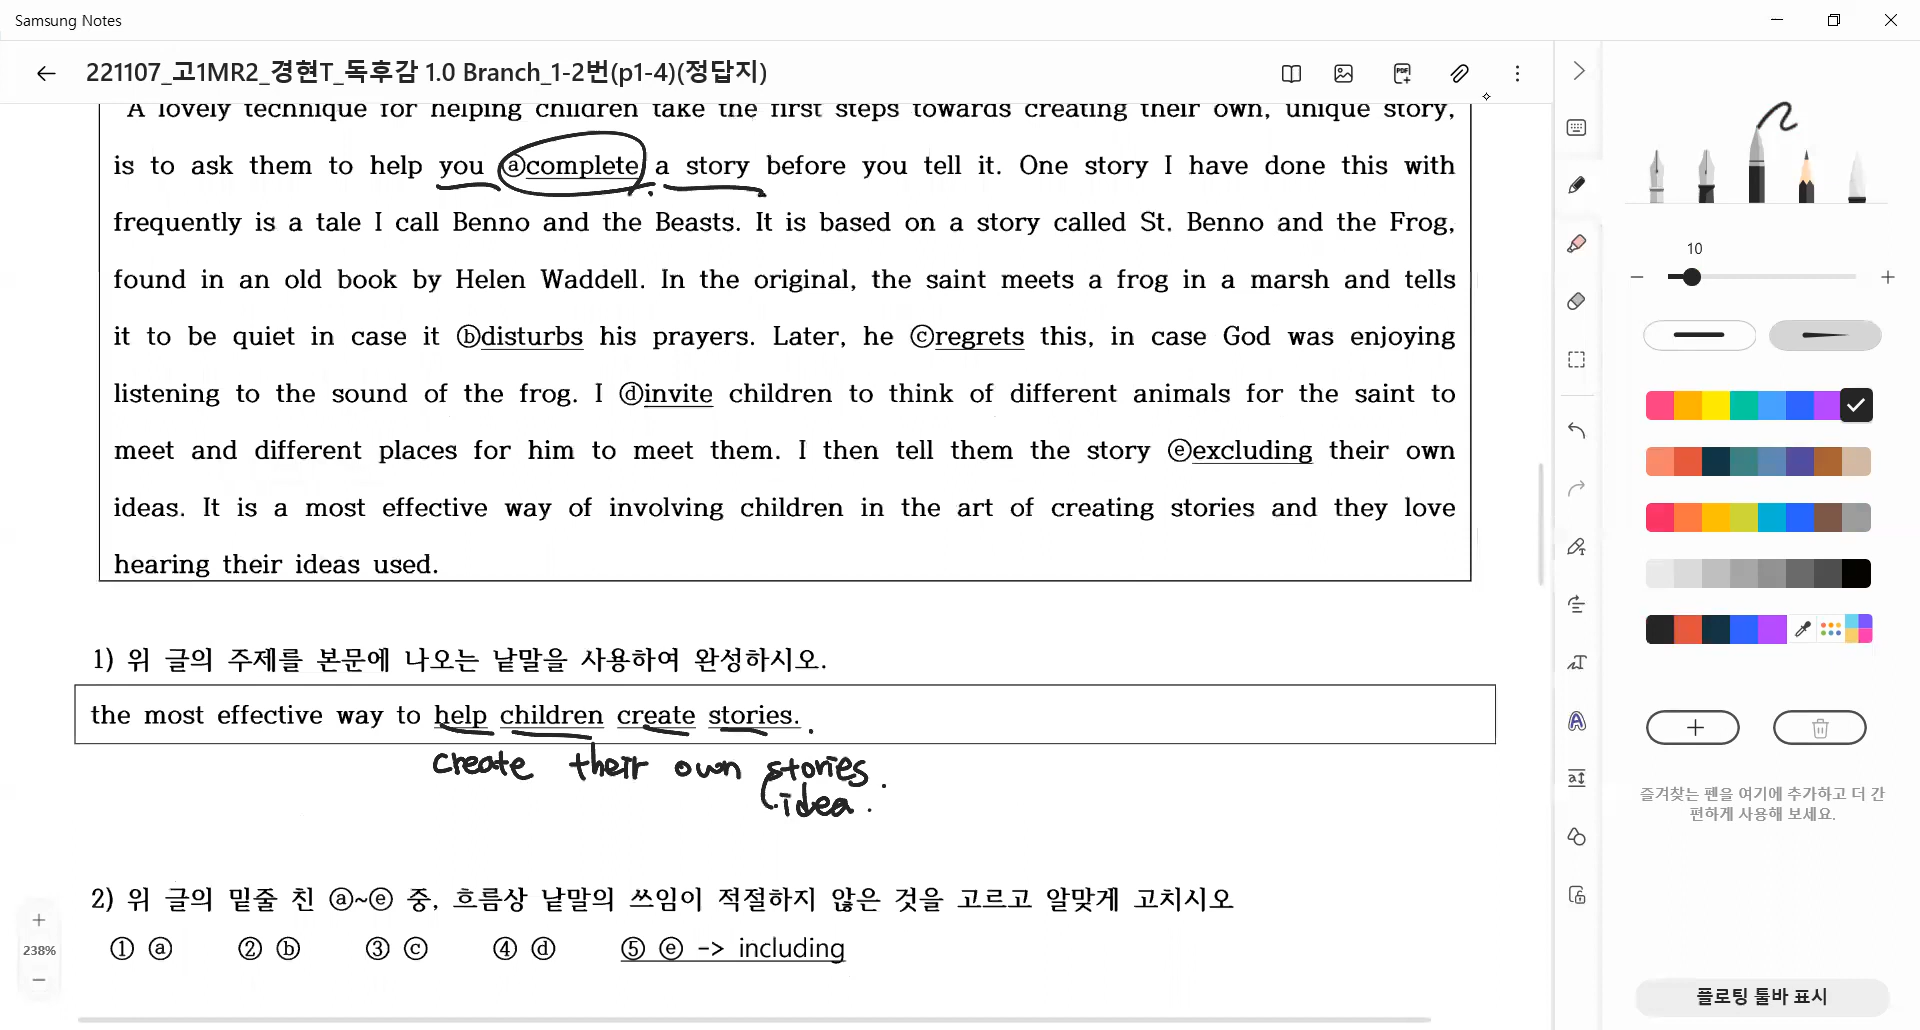 Samsung Notes
221107_고1MR2_경현T_독후감 1.0 Branch_1-2번(p1-4)(정답지)
PDF
A lovely technique for helping children take the first steps towards creating their own, unique story,
is to ask them to help you ⓐcomplete a story before you tell it. One story I have done this with
frequently is a tale I call Benno and the Beasts. It is based on a story called St. Benno and the Frog,
found in an old book by Helen Waddell. In the original, the saint meets a frog in a marsh and tells
it to be quiet in case it ⓑdisturbs his prayers. Later, he ⓒregrets this, in case God was enjoying
listening to the sound of the frog. I ⓓinvite children to think of different animals for the saint to
meet and different places for him to meet them. I then tell them the story ⓔexcluding their own
ideas. It is a most effective way of involving children in the art of creating stories and they love
hearing their ideas used.
1) 위 글의 주제를 본문에 나오는 낱말을 사용하여 완성하시오.
the most effective way to help children create stories.
create their own stories.
idea.
2) 위 글의 밑줄 친 ⓐ~ⓔ 중, 흐름상 낱말의 쓰임이 적절하지 않은 것을 고르고 알맞게 고치시오
① ⓐ ② ⓑ ③ ⓒ ④ ⓓ ⑤ ⓔ -> including
238%
10
즐겨찾는 펜을 여기에 추가하고 더 간
편하게 사용해 보세요.
플로팅 툴바 표시